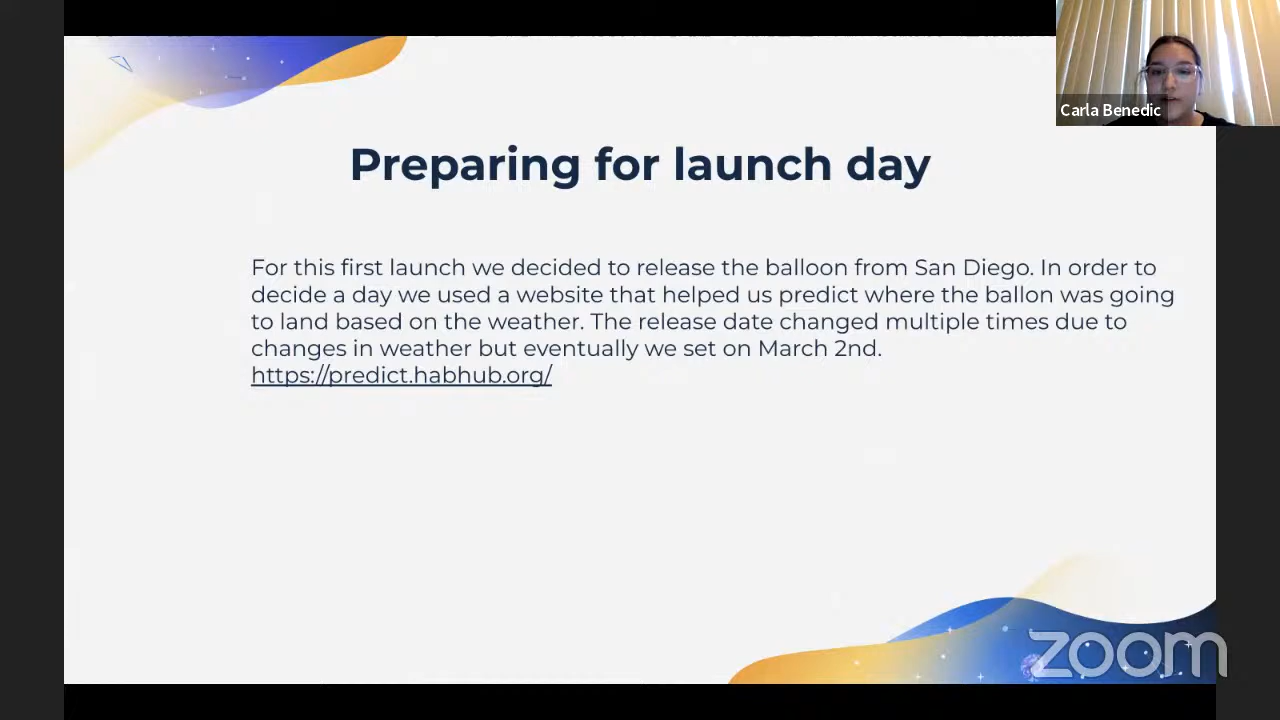 Carla Benedic
Preparing for launch day
For this first launch we decided to release the balloon from San Diego. In order to
decide a day we used a website that helped us predict where the ballon was going
to land based on the weather. The release date changed multiple times due to
changes in weather but eventually we set on March 2nd.
https://predict.habhub.org/
zoom